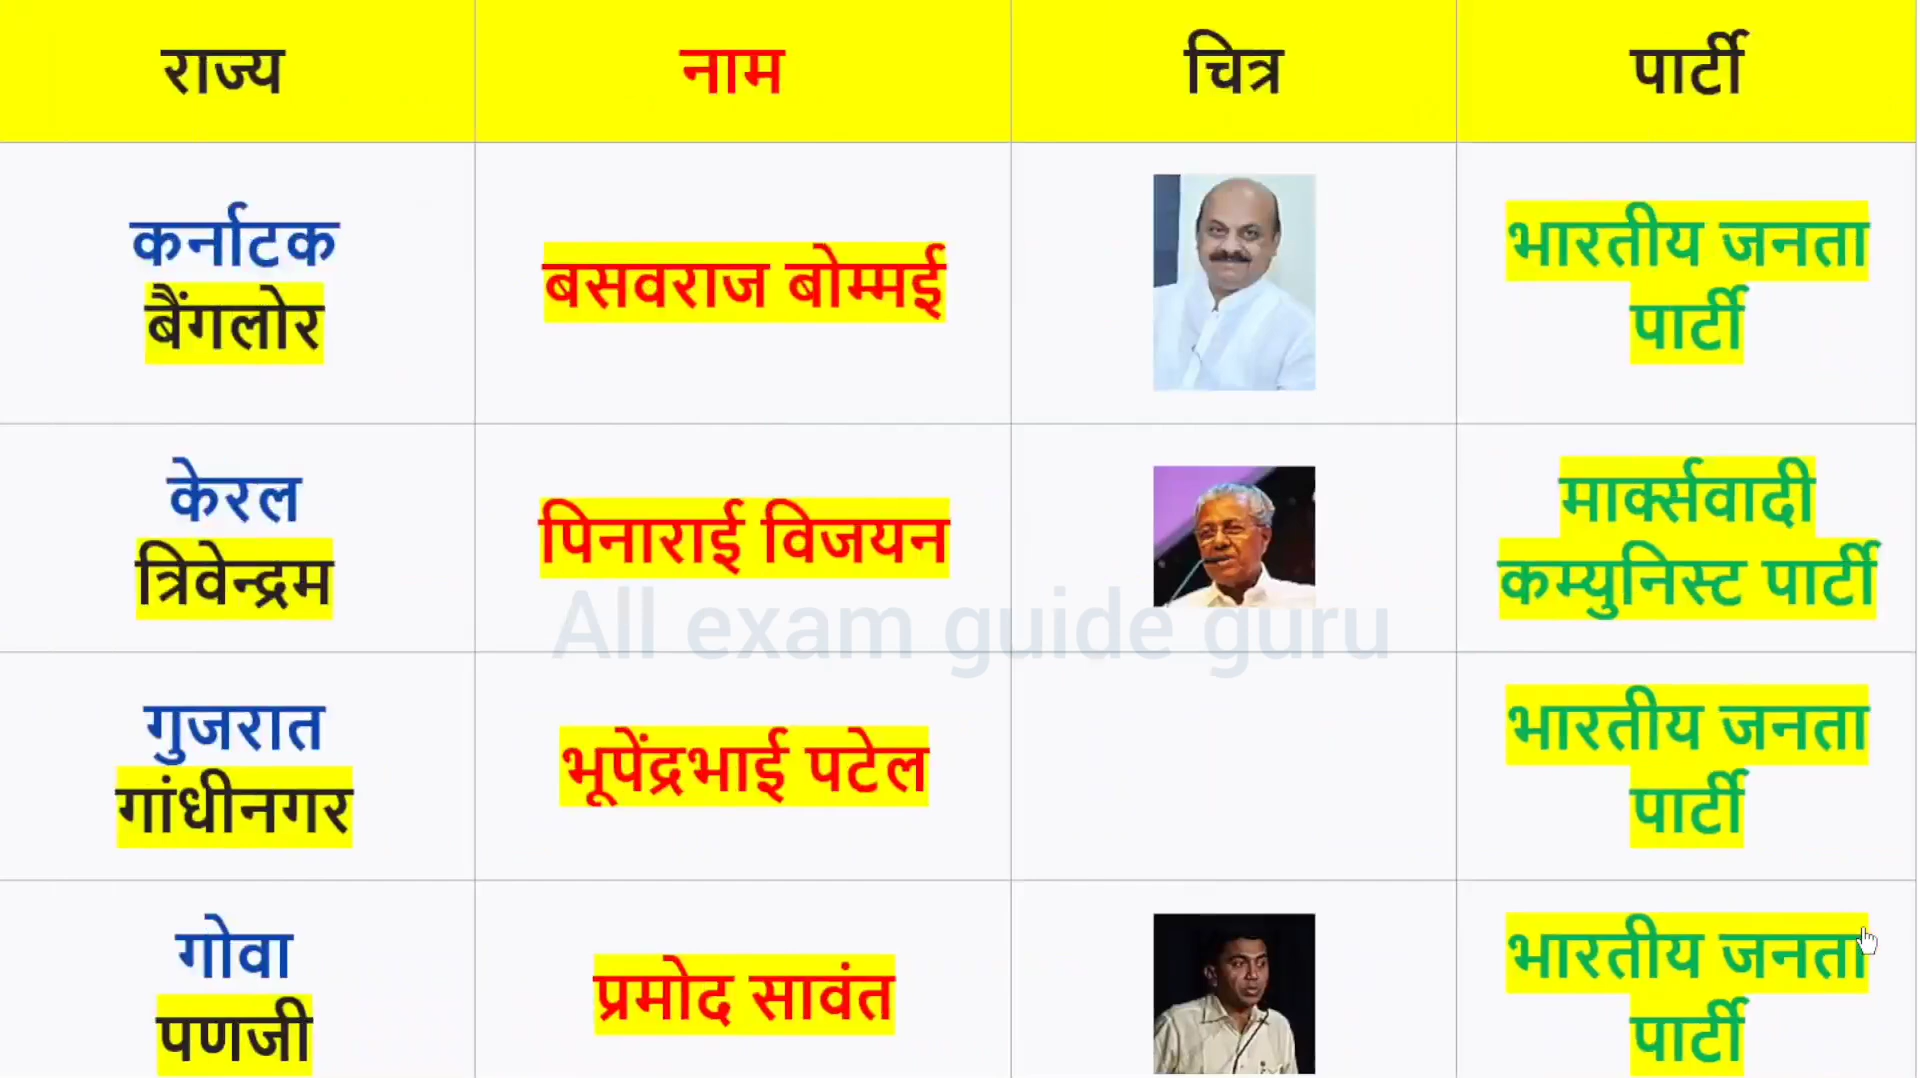 राज्य नाम चित्र पार्टी
कर्नाटक
बैंगलोर
बसवराज बोम्मई
भारतीय जनता
पार्टी
केरल
त्रिवेन्द्रम
पिनाराई विजयन
मार्क्सवादी
कम्युनिस्ट पार्टी
All exam guide guru
गुजरात
गांधीनगर
भूपेंद्रभाई पटेल
भारतीय जनता
पार्टी
गोवा
पणजी
प्रमोद सावंत
भारतीय जनता
पार्टी